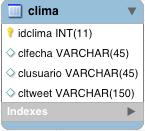 clima
idclima INT(11)
clfecha VARCHAR(45)
clusuario VARCHAR(45)
cltweet VARCHAR(150)
Indexes